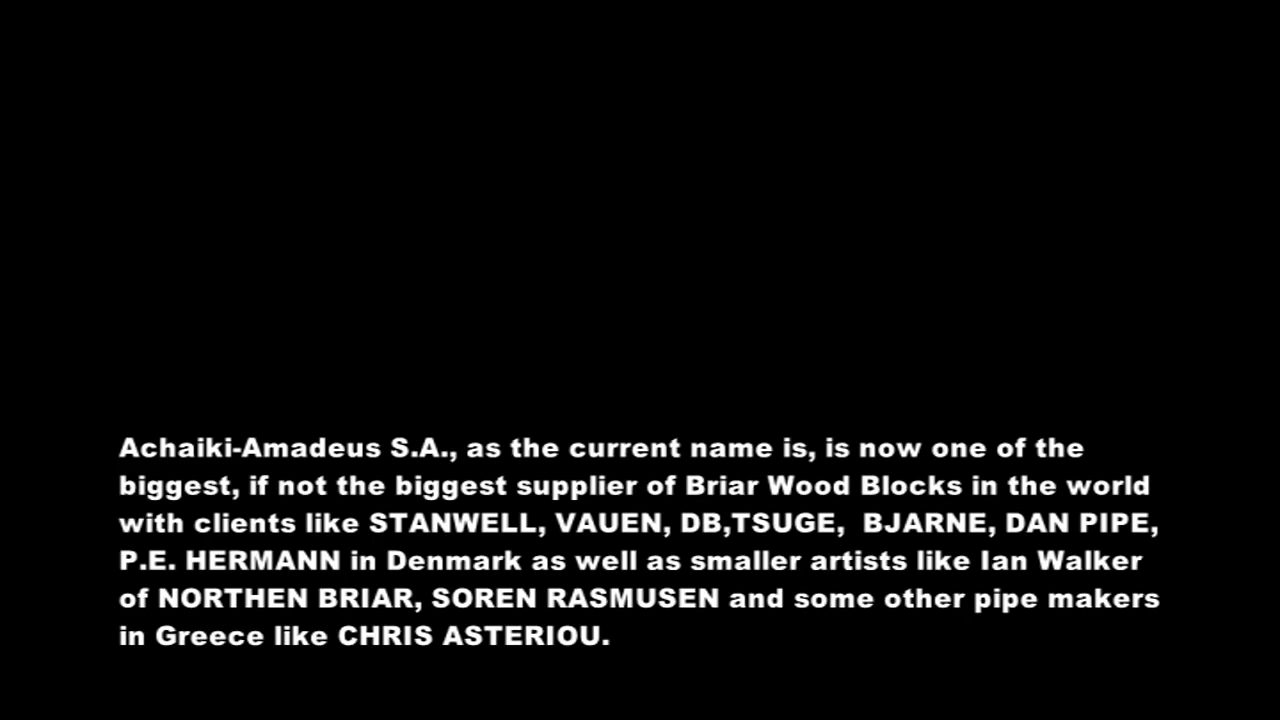 Achaiki-Amadeus S.A., as the current name is, is now one of the
biggest, if not the biggest supplier of Briar Wood Blocks in the world
with clients like STANWELL, VAUEN, DB,TSUGE,  BJARNE, DAN PIPE,
P.E. HERMANN in Denmark as well as smaller artists like Ian Walker
of NORTHEN BRIAR, SOREN RASMUSEN and some other pipe makers
in Greece like CHRIS ASTERIOU.